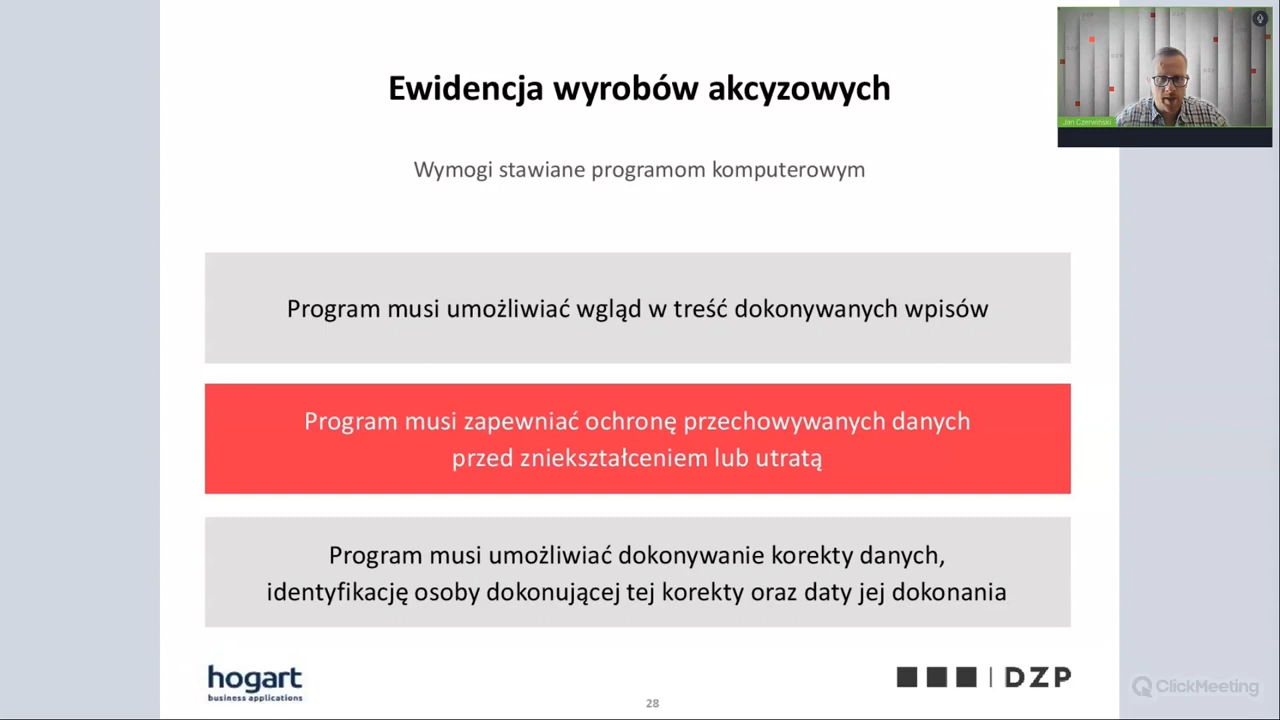 Ewidencja wyrobów akcyzowych
Wymogi stawiane programom komputerowym
Jan Czerwiński
Program musi umożliwiać wgląd w treść dokonywanych wpisów
Program musi zapewniać ochronę przechowywanych danych
przed zniekształceniem lub utratą
Program musi umożliwiać dokonywanie korekty danych,
identyfikację osoby dokonującej tej korekty oraz daty jej dokonania
hogart
business applications
28
DZP
ClickMeeting